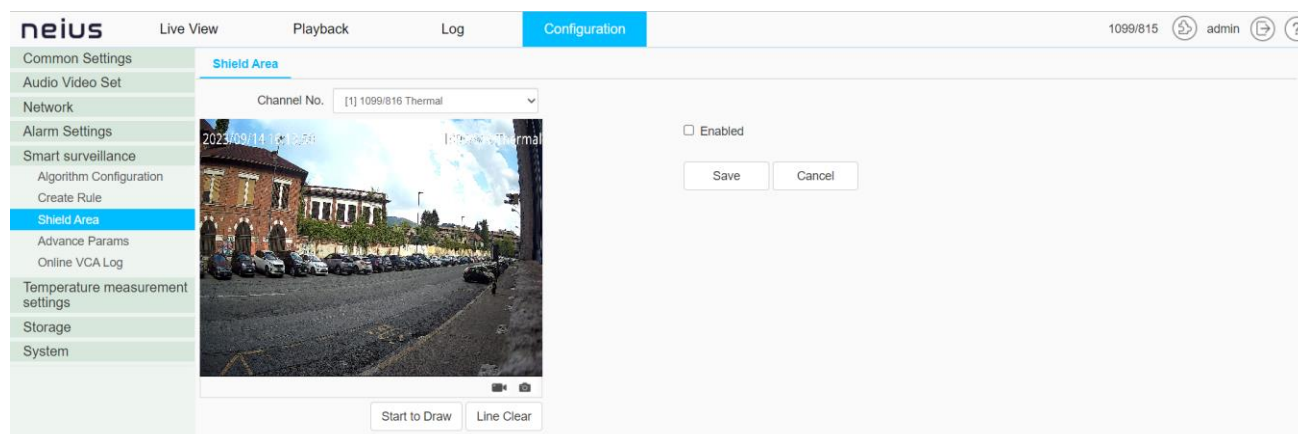 neius Live View Playback Log Configuration 1099/815 admin ?
Common Settings
Audio Video Set
Network
Alarm Settings
Smart surveillance
Algorithm Configuration
Create Rule
Shield Area
Advance Params
Online VCA Log
Temperature measurement
settings
Storage
System
Shield Area
Channel No. [1] 1099/816 Thermal
2023/09/14 Thermal
Enabled
Save Cancel
Start to Draw Line Clear